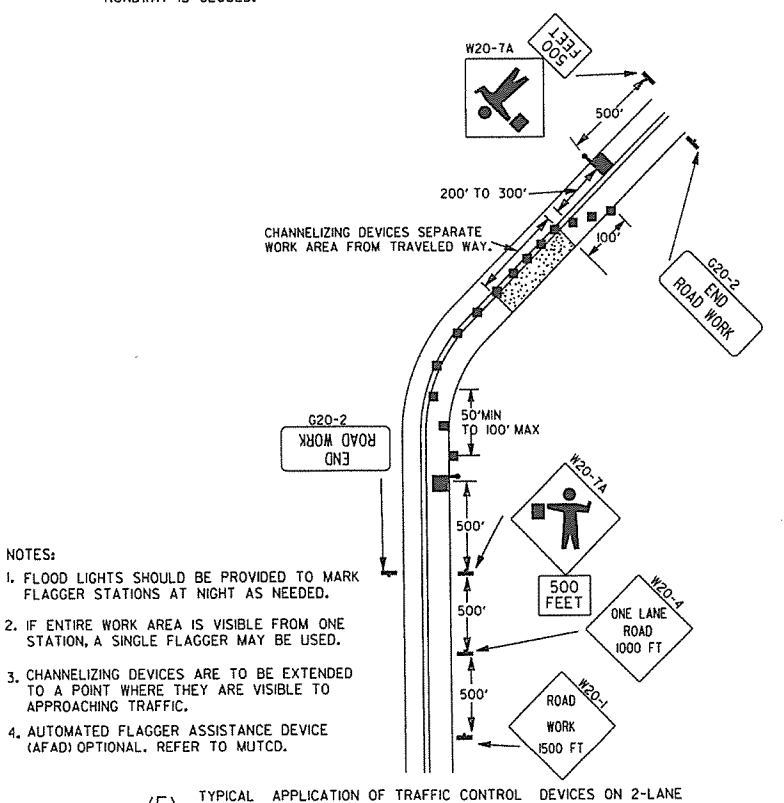 ROADWAY IS CLOSED.
W20-7A
500
FEET
500'
200' TO 300'
CHANNELIZING DEVICES SEPARATE
WORK AREA FROM TRAVELED WAY.
100'
G20-2
END
ROAD WORK
G20-2
END
ROAD WORK
50'MIN
TO 100' MAX
W20-7A
500'
500
FEET
W20-4
ONE LANE
ROAD
1000 FT
500'
W20-1
ROAD
WORK
1500 FT
500'
NOTES:
1. FLOOD LIGHTS SHOULD BE PROVIDED TO MARK
FLAGGER STATIONS AT NIGHT AS NEEDED.
2. IF ENTIRE WORK AREA IS VISIBLE FROM ONE
STATION, A SINGLE FLAGGER MAY BE USED.
3. CHANNELIZING DEVICES ARE TO BE EXTENDED
TO A POINT WHERE THEY ARE VISIBLE TO
APPROACHING TRAFFIC.
4. AUTOMATED FLAGGER ASSISTANCE DEVICE
(AFAD) OPTIONAL. REFER TO MUTCD.
TYPICAL APPLICATION OF TRAFFIC CONTROL DEVICES ON 2-LANE